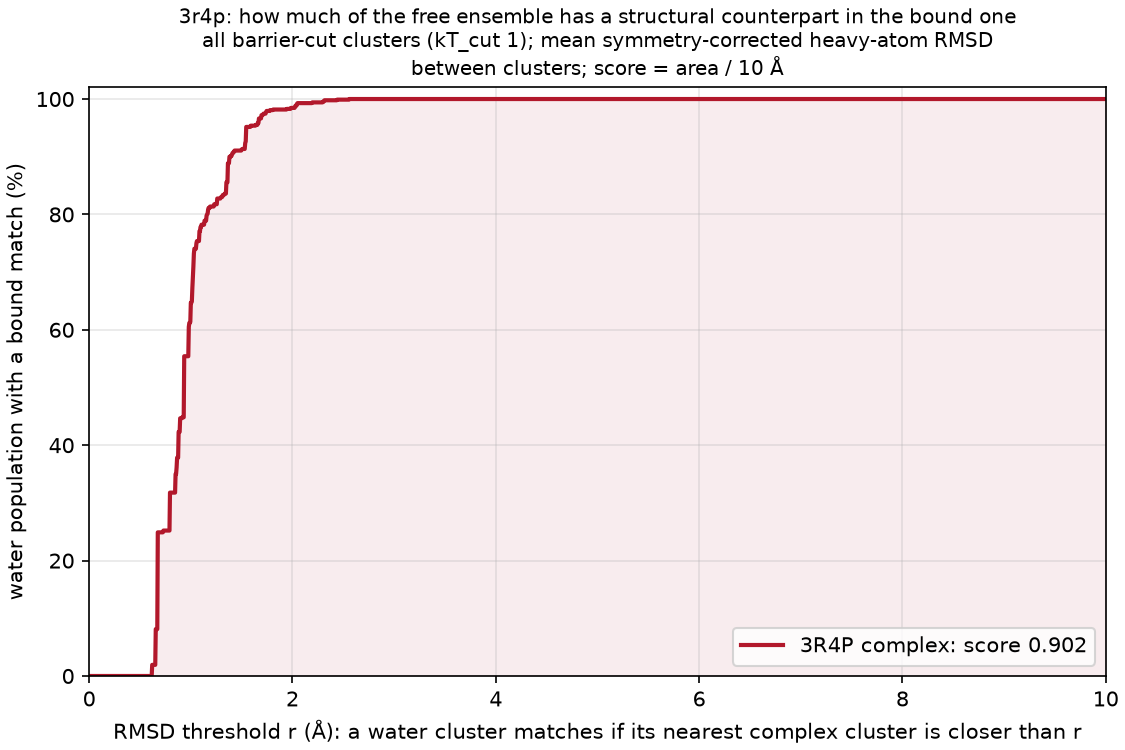 3r4p: how much of the free ensemble has a structural counterpart in the bound one
all barrier-cut clusters (kT_cut 1); mean symmetry-corrected heavy-atom RMSD
between clusters; score = area / 10 Å
water population with a bound match (%)
100
80
60
40
20
0
3R4P complex: score 0.902
0 2 4 6 8 10
RMSD threshold r (Å): a water cluster matches if its nearest complex cluster is closer than r